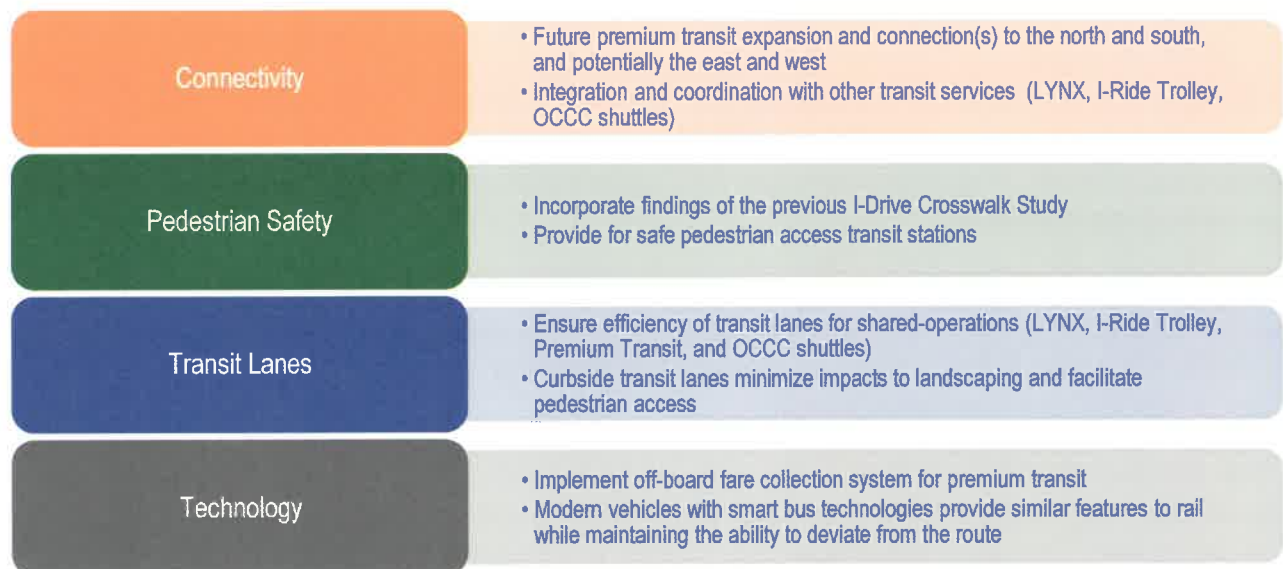 Connectivity
• Future premium transit expansion and connection(s) to the north and south,
and potentially the east and west
• Integration and coordination with other transit services (LYNX, I-Ride Trolley,
OCCC shuttles)
Pedestrian Safety
• Incorporate findings of the previous I-Drive Crosswalk Study
• Provide for safe pedestrian access transit stations
Transit Lanes
• Ensure efficiency of transit lanes for shared-operations (LYNX, I-Ride Trolley,
Premium Transit, and OCCC shuttles)
• Curbside transit lanes minimize impacts to landscaping and facilitate
pedestrian access
Technology
• Implement off-board fare collection system for premium transit
• Modern vehicles with smart bus technologies provide similar features to rail
while maintaining the ability to deviate from the route